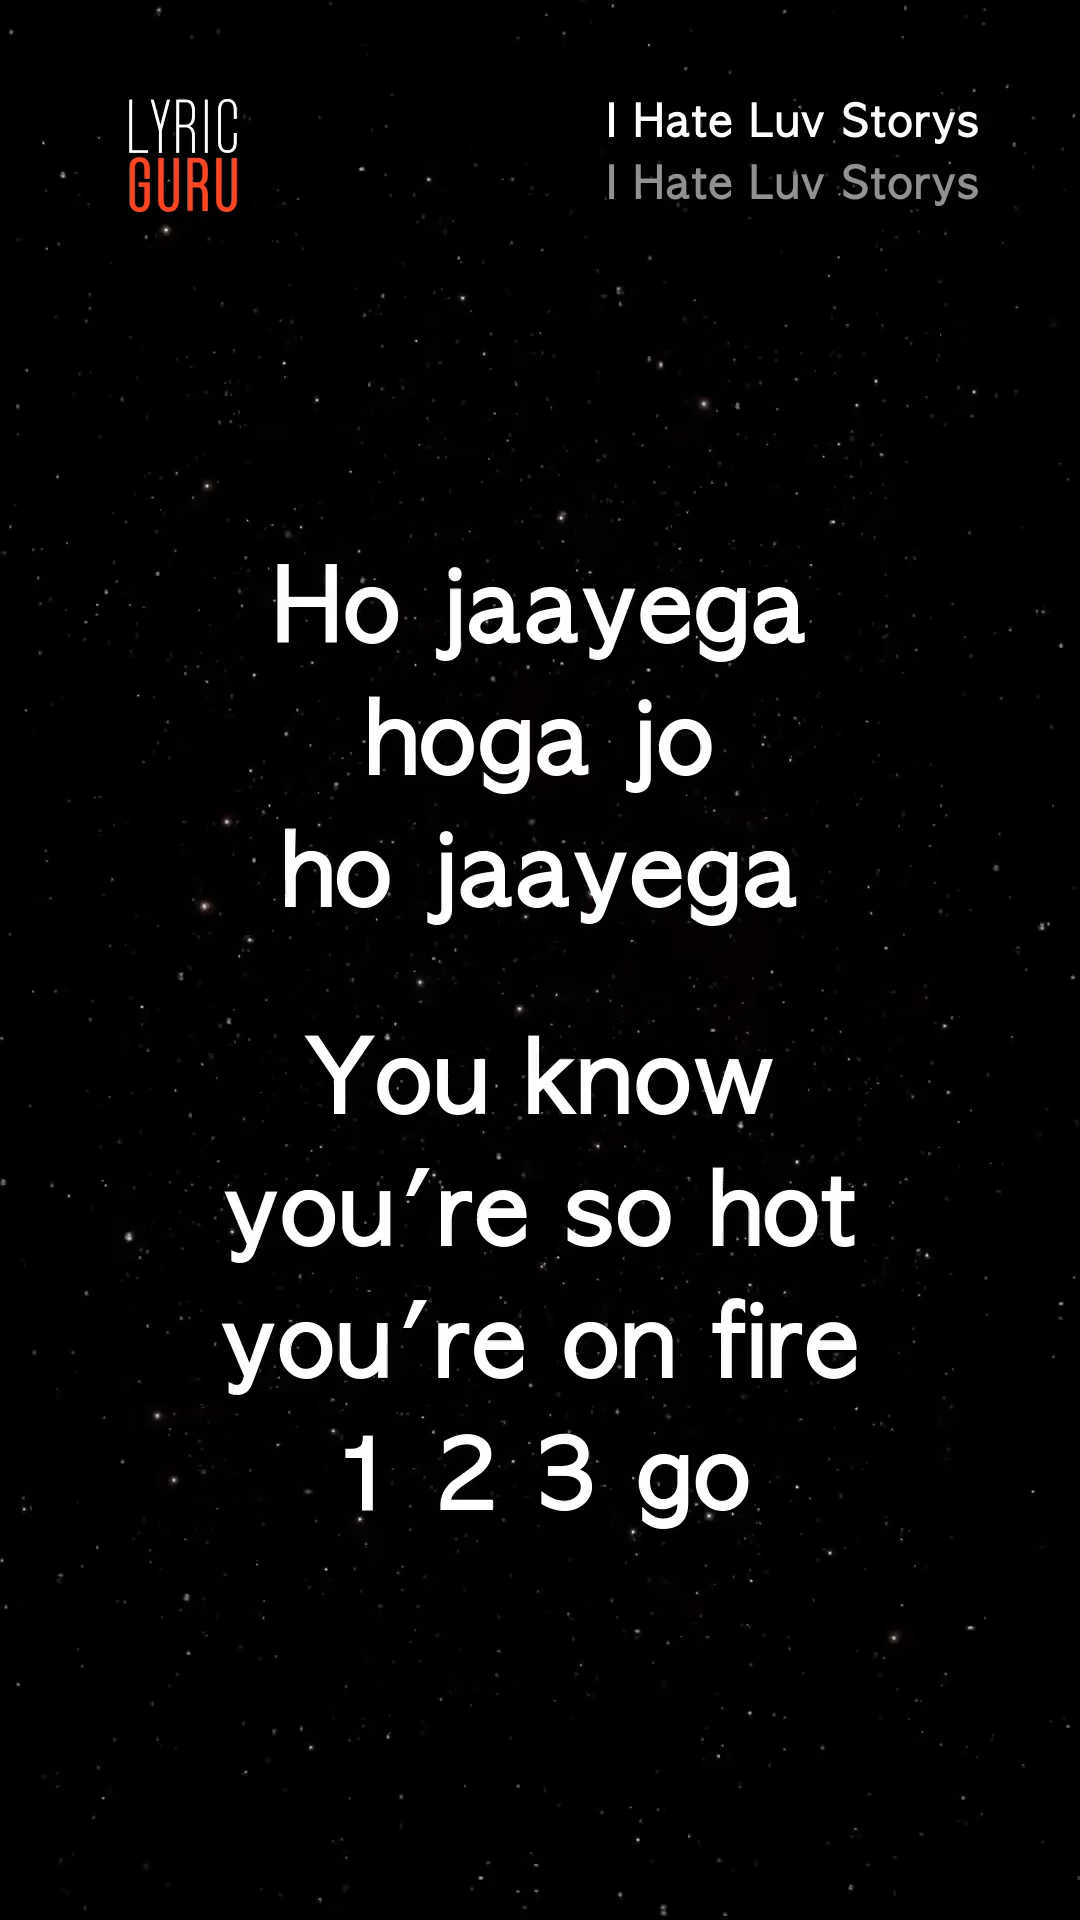 LYRIC
GURU
I Hate Luv Storys
I Hate Luv Storys
Ho jaayega
hoga jo
ho jaayega
You know
you're so hot
you're on fire
1 2 3 go